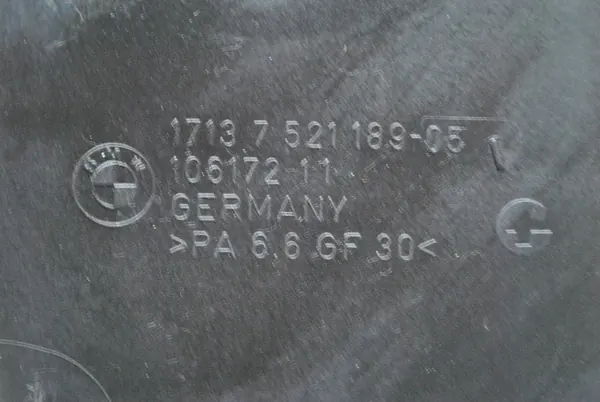 1713 7 521 189-05
106172-11
GERMANY
>PA 6.6 GF 30<